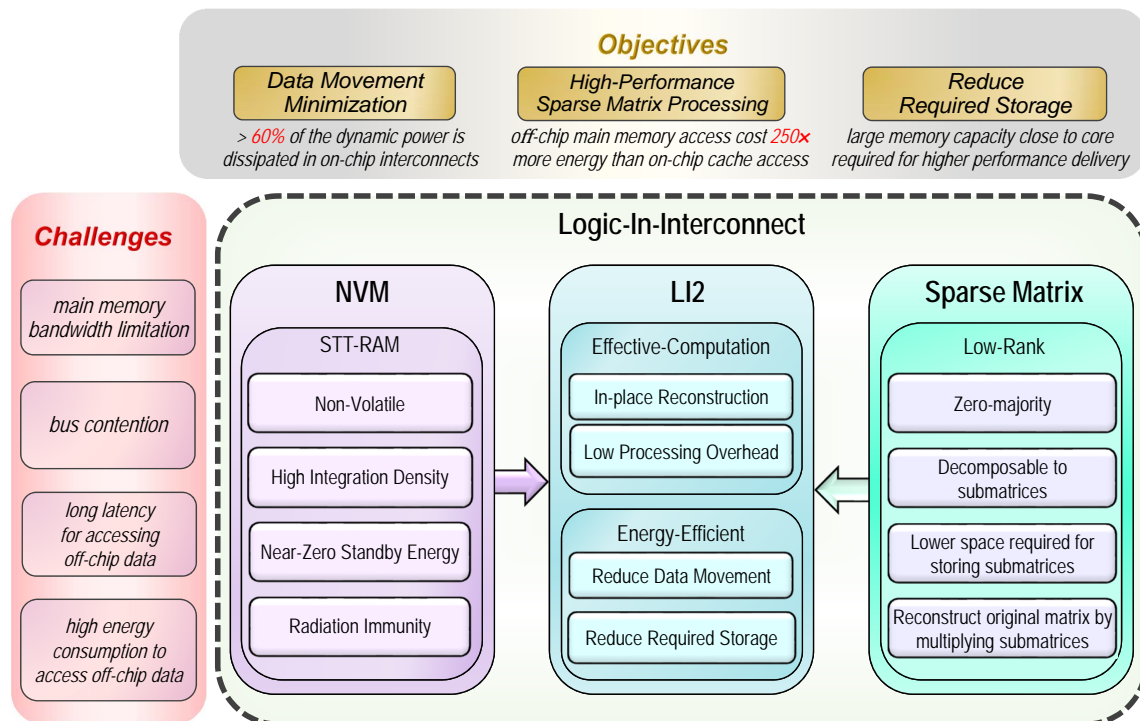 Objectives
Data Movement
Minimization
> 60% of the dynamic power is
dissipated in on-chip interconnects
High-Performance
Sparse Matrix Processing
off-chip main memory access cost 250×
more energy than on-chip cache access
Reduce
Required Storage
large memory capacity close to core
required for higher performance delivery
Challenges
main memory
bandwidth limitation
bus contention
long latency
for accessing
off-chip data
high energy
consumption to
access off-chip data
Logic-In-Interconnect
NVM
STT-RAM
Non-Volatile
High Integration Density
Near-Zero Standby Energy
Radiation Immunity
LI2
Effective-Computation
In-place Reconstruction
Low Processing Overhead
Energy-Efficient
Reduce Data Movement
Reduce Required Storage
Sparse Matrix
Low-Rank
Zero-majority
Decomposable to
submatrices
Lower space required for
storing submatrices
Reconstruct original matrix by
multiplying submatrices